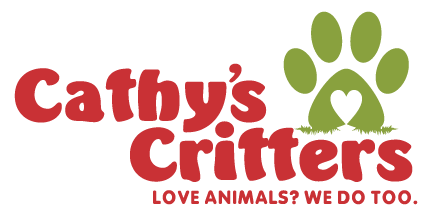 Cathy's
Critters
LOVE ANIMALS? WE DO TOO.